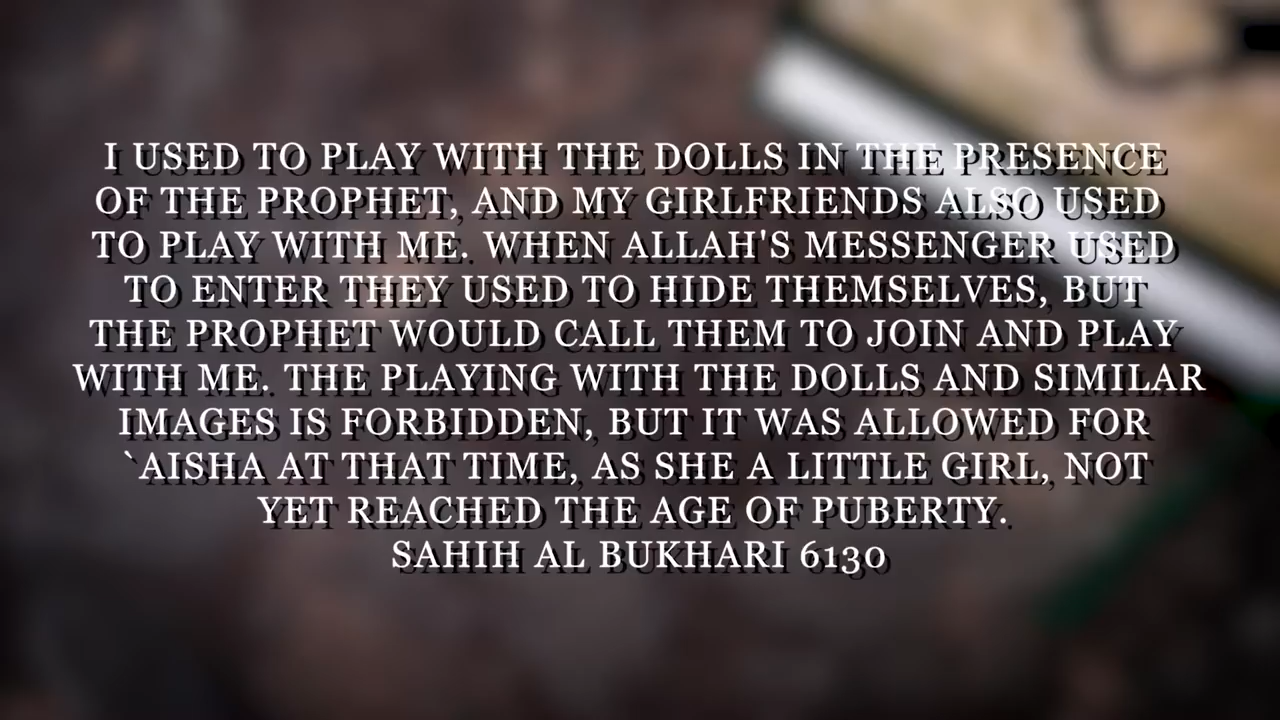 I USED TO PLAY WITH THE DOLLS IN THE PRESENCE
OF THE PROPHET, AND MY GIRLFRIENDS ALSO USED
TO PLAY WITH ME. WHEN ALLAH'S MESSENGER USED
TO ENTER THEY USED TO HIDE THEMSELVES, BUT
THE PROPHET WOULD CALL THEM TO JOIN AND PLAY
WITH ME. THE PLAYING WITH THE DOLLS AND SIMILAR
IMAGES IS FORBIDDEN, BUT IT WAS ALLOWED FOR
`AISHA AT THAT TIME, AS SHE A LITTLE GIRL, NOT
YET REACHED THE AGE OF PUBERTY.
SAHIH AL BUKHARI 6130